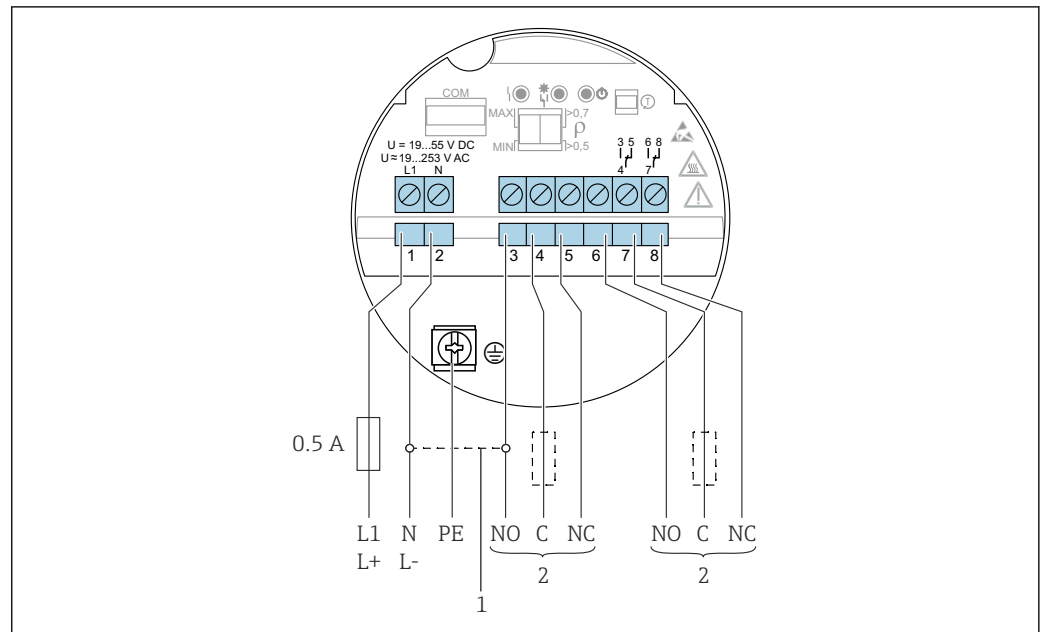 COM
MAX
>0,7
ρ
MIN
>0,5
T
U = 19...55 V DC
U ≈ 19...253 V AC
L1 N
3 5
4
6 8
7
1 2 3 4 5 6 7 8
0.5 A
L1 N PE NO C NC NO C NC
L+ L-
2 2
1